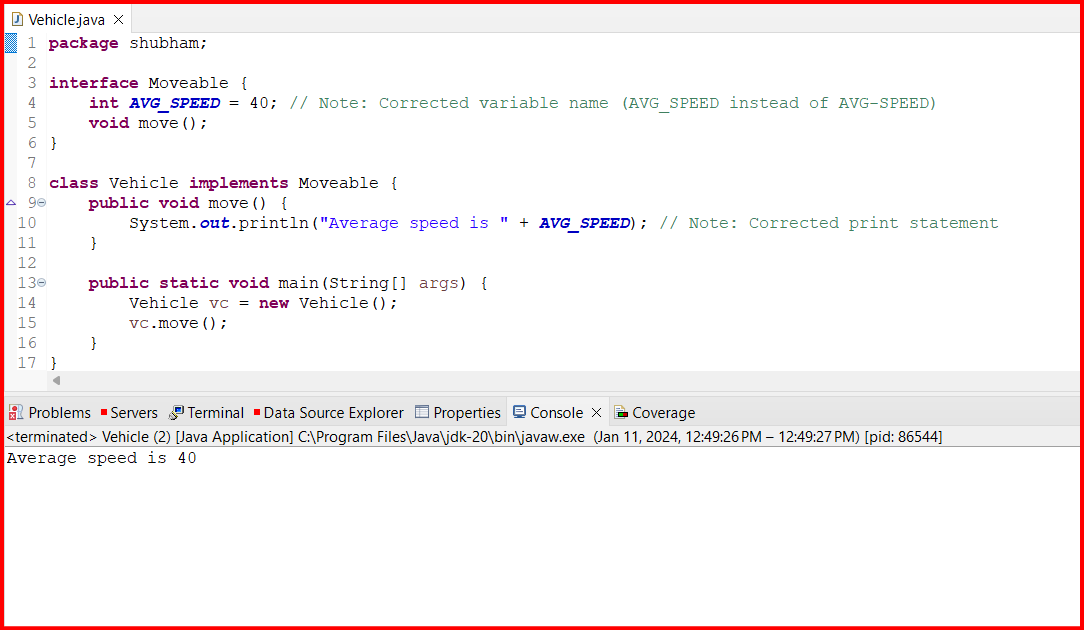 Vehicle.java
1 package shubham;
2
3 interface Moveable {
4     int AVG_SPEED = 40; // Note: Corrected variable name (AVG_SPEED instead of AVG-SPEED)
5     void move();
6 }
7
8 class Vehicle implements Moveable {
9     public void move() {
10         System.out.println("Average speed is " + AVG_SPEED); // Note: Corrected print statement
11     }
12
13     public static void main(String[] args) {
14         Vehicle vc = new Vehicle();
15         vc.move();
16     }
17 }
Problems Servers Terminal Data Source Explorer Properties Console Coverage
<terminated> Vehicle (2) [Java Application] C:\Program Files\Java\jdk-20\bin\javaw.exe (Jan 11, 2024, 12:49:26 PM – 12:49:27 PM) [pid: 86544]
Average speed is 40